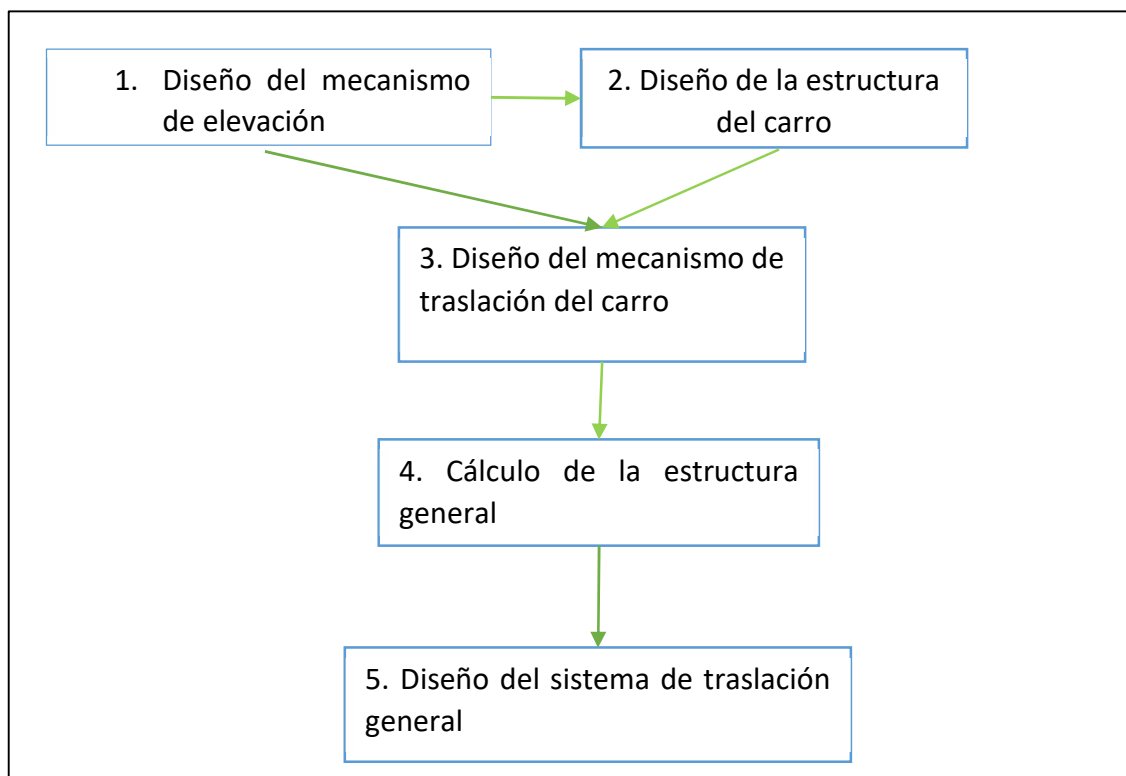 1. Diseño del mecanismo
de elevación
2. Diseño de la estructura
del carro
3. Diseño del mecanismo de
traslación del carro
4. Cálculo de la estructura
general
5. Diseño del sistema de traslación
general